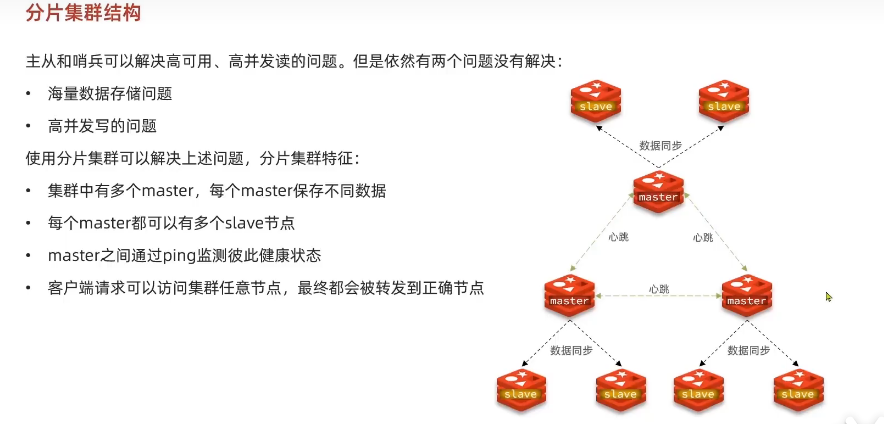 分片集群结构
主从和哨兵可以解决高可用、高并发读的问题。但是依然有两个问题没有解决：
• 海量数据存储问题
• 高并发写的问题
使用分片集群可以解决上述问题，分片集群特征：
• 集群中有多个master，每个master保存不同数据
• 每个master都可以有多个slave节点
• master之间通过ping监测彼此健康状态
• 客户端请求可以访问集群任意节点，最终都会被转发到正确节点
slave
slave
数据同步
master
心跳
心跳
master
心跳
master
数据同步
数据同步
slave
slave
slave
slave